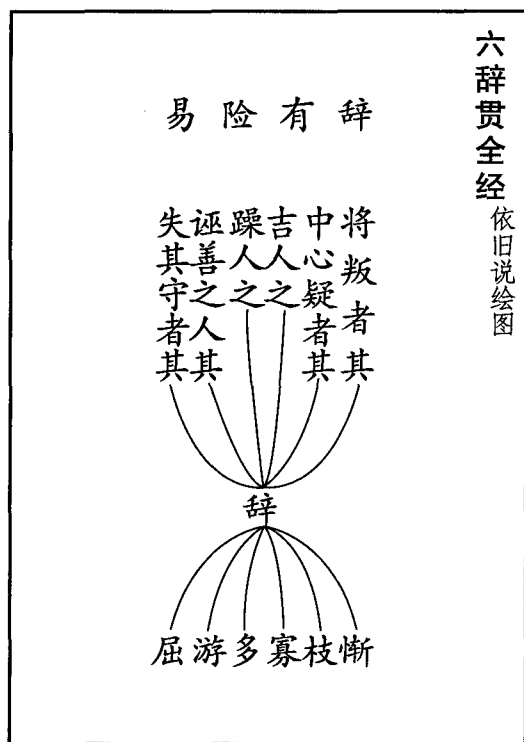 六辞贯全经
依旧说绘图
辞有险易
将叛者其
中心疑者其
吉人之
躁人之
诬善之人其
失其守者其
辞
惭枝寡多游屈